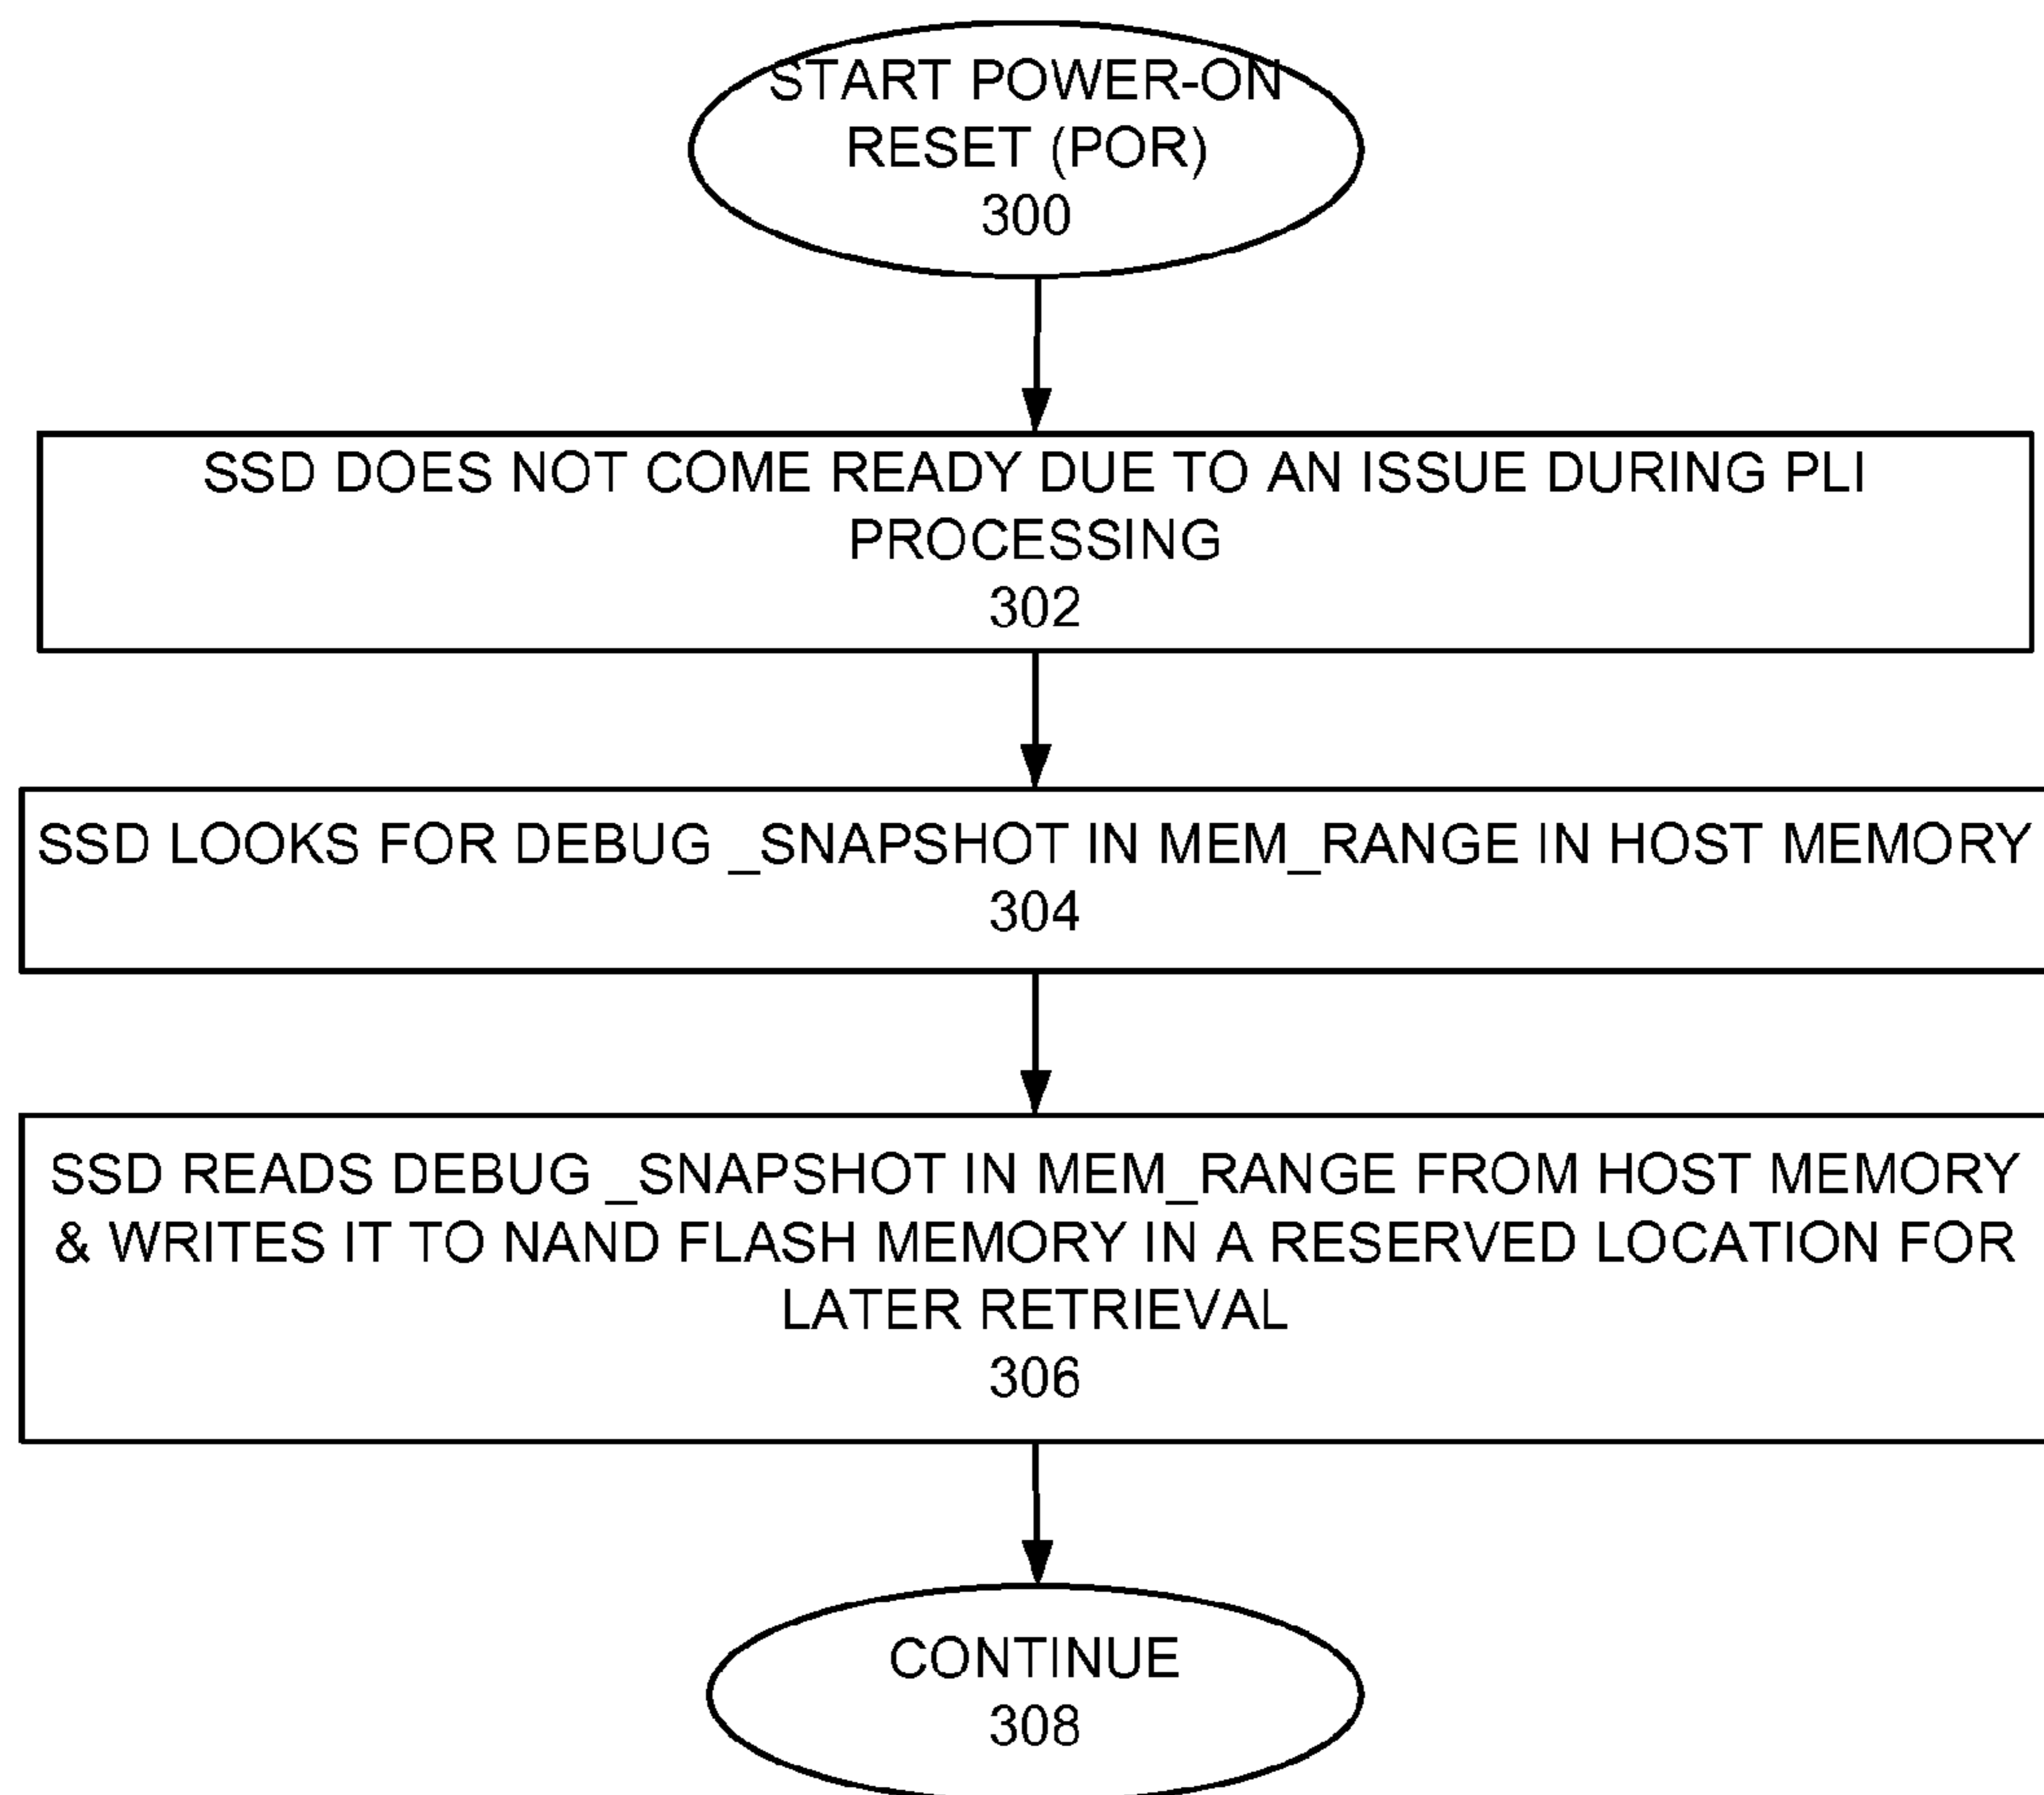 START POWER-ON
RESET (POR)
300
SSD DOES NOT COME READY DUE TO AN ISSUE DURING PLI
PROCESSING
302
SSD LOOKS FOR DEBUG _SNAPSHOT IN MEM_RANGE IN HOST MEMORY
304
SSD READS DEBUG _SNAPSHOT IN MEM_RANGE FROM HOST MEMORY
& WRITES IT TO NAND FLASH MEMORY IN A RESERVED LOCATION FOR
LATER RETRIEVAL
306
CONTINUE
308